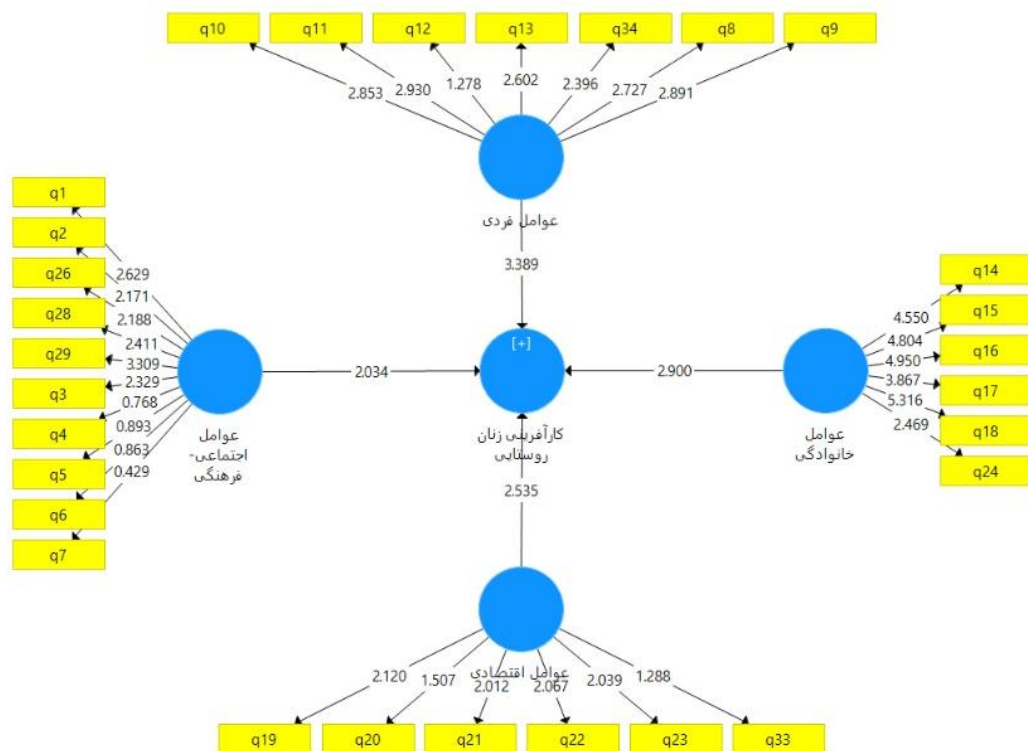 q10 q11 q12 q13 q34 q8 q9
2.853 2.930 1.278 2.602 2.396 2.727 2.891
عوامل فردی
3.389
q1
q2
q26
q28
q29
q3
q4
q5
q6
q7
2.629
2.171
2.188
2.411
3.309
2.329
0.768
0.893
0.863
0.429
عوامل
اجتماعی-
فرهنگی
2.034
[+]
کارآفرینی زنان
روستایی
2.900
عوامل
خانوادگی
4.550
4.804
4.950
3.867
5.316
2.469
q14
q15
q16
q17
q18
q24
2.535
عوامل اقتصادی
2.120 1.507 2.012 2.067 2.039 1.288
q19 q20 q21 q22 q23 q33